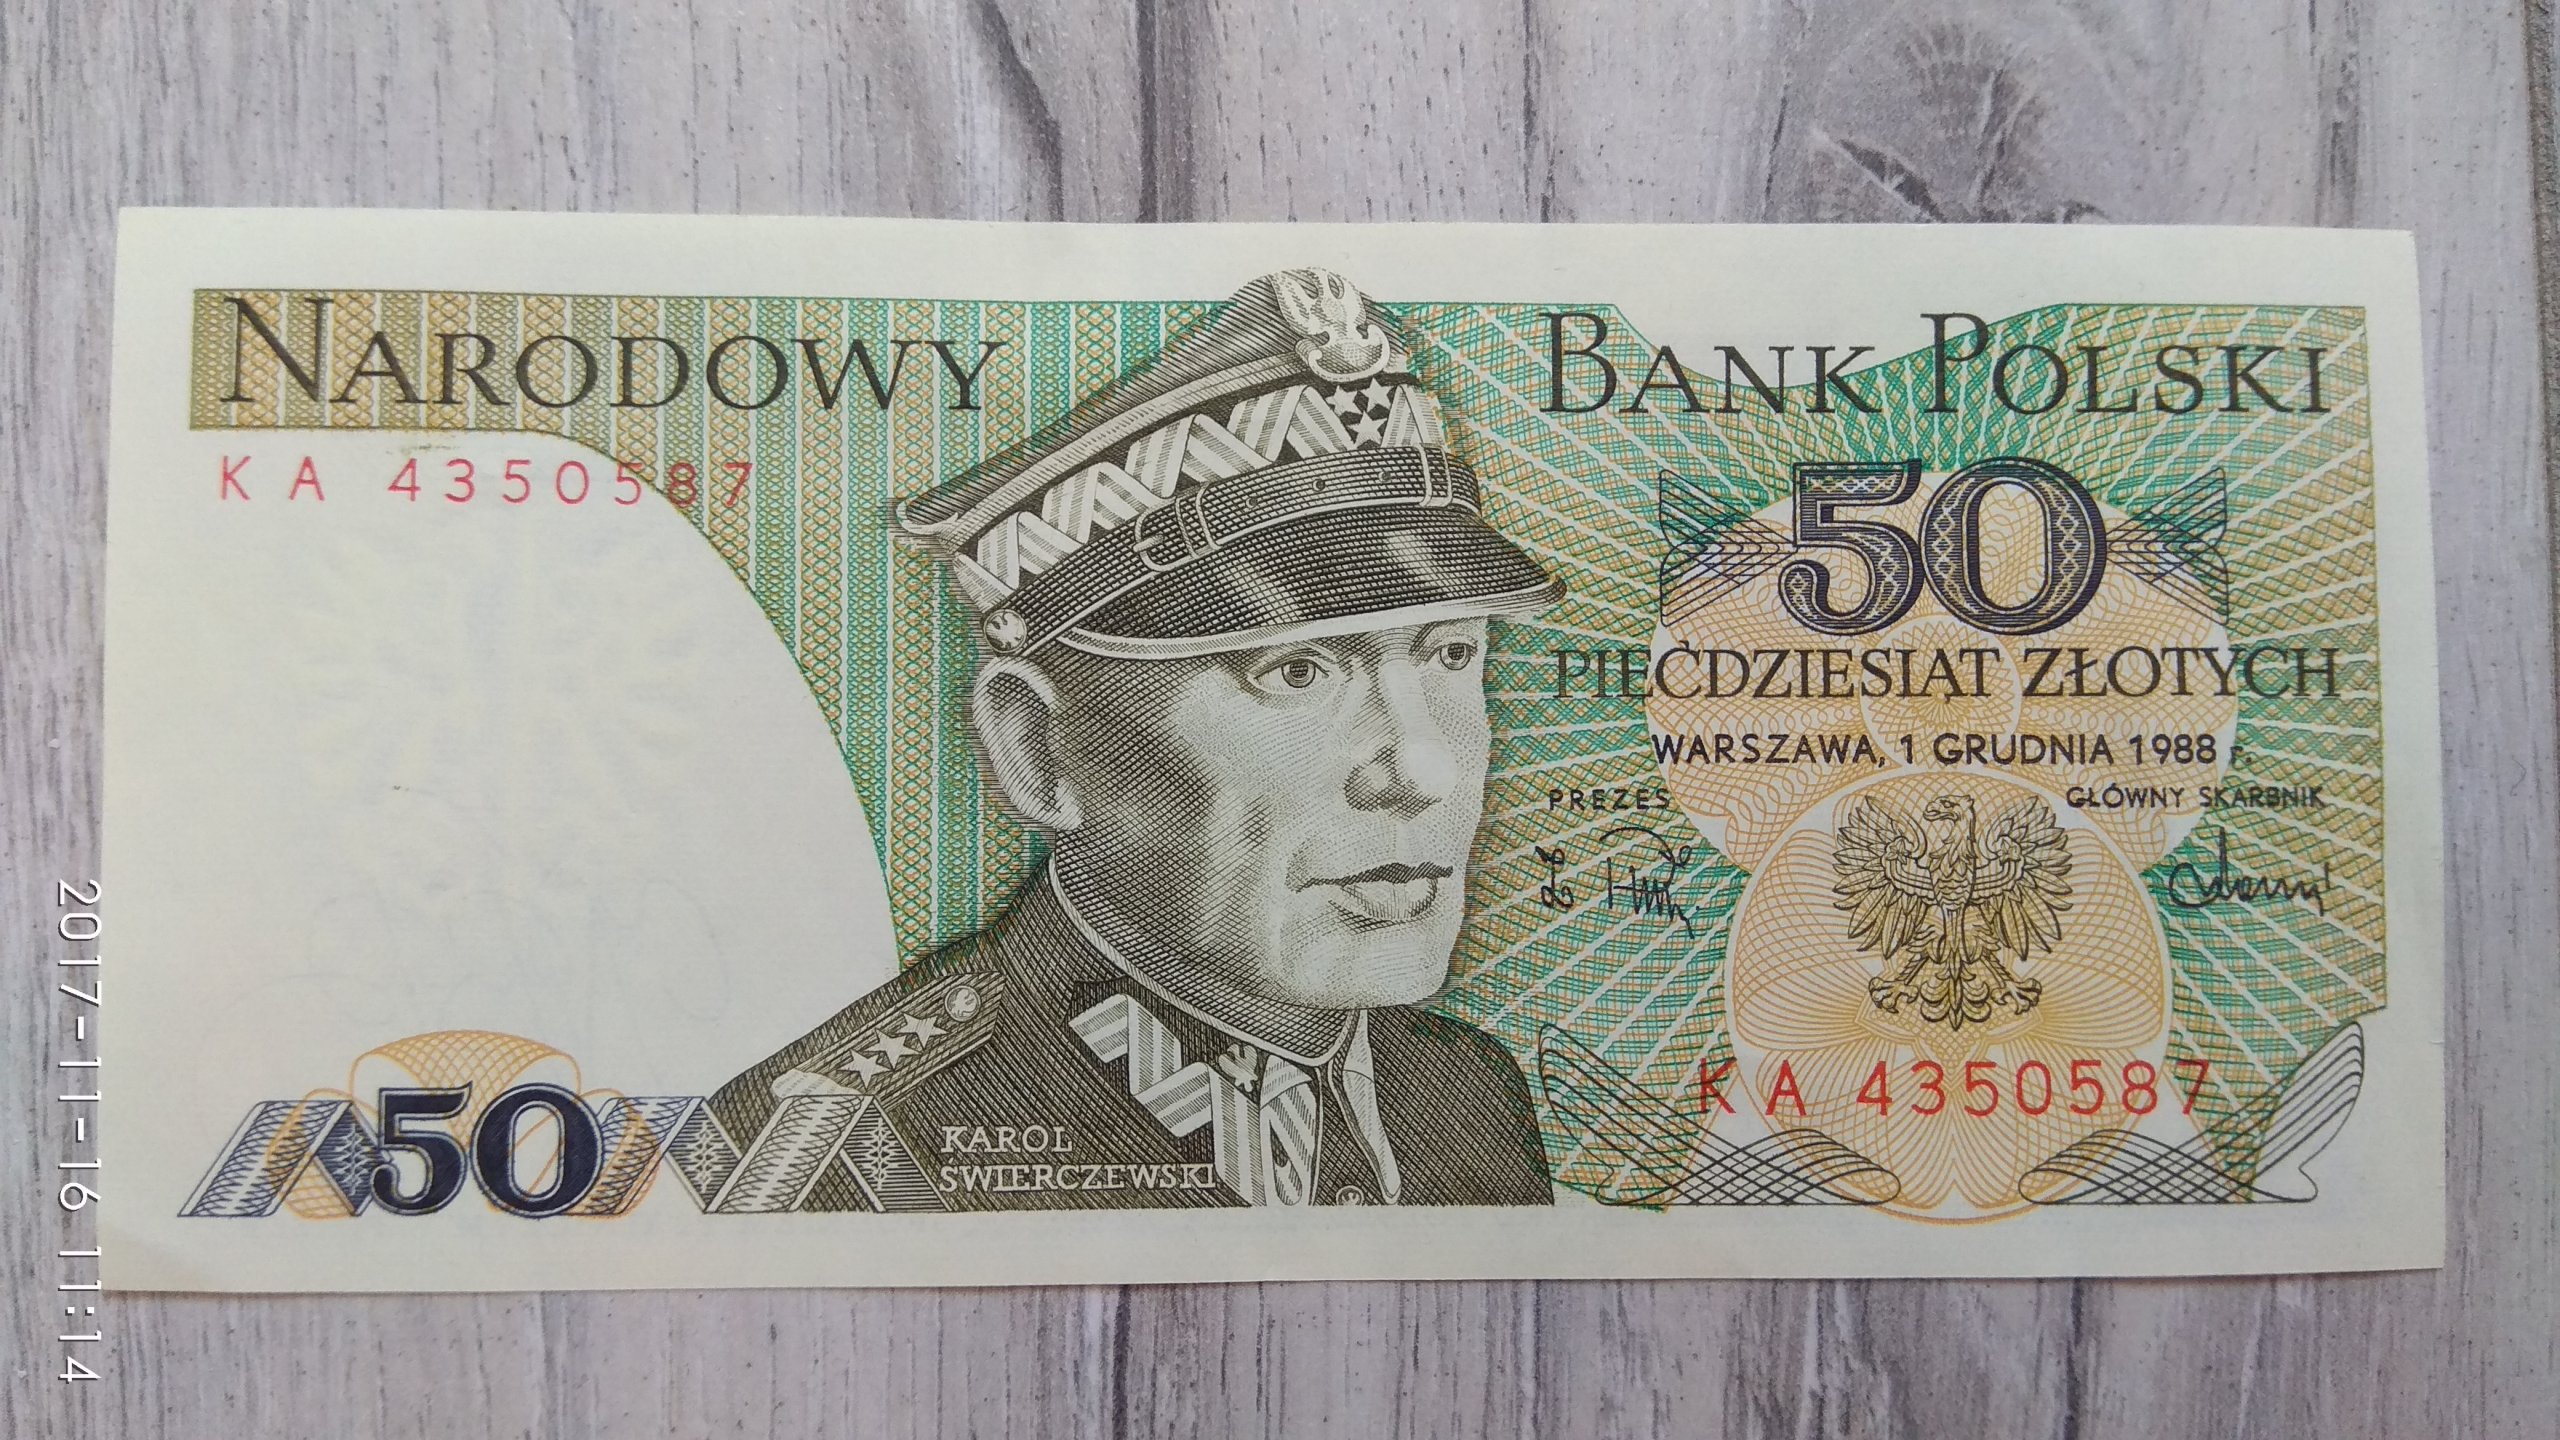 NARODOWY BANK POLSKI
KA 4350587
50
PIĘĆDZIESIĄT ZŁOTYCH
WARSZAWA, 1 GRUDNIA 1988 r.
PREZES
GŁÓWNY SKARBNIK
KA 4350587
50
KAROL
ŚWIERCZEWSKI
2017-11-16 11:14